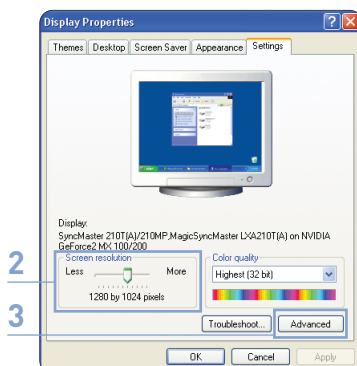 Display Properties
Themes Desktop Screen Saver Appearance Settings
Display:
SyncMaster 210T(A)/210MP,MagicSyncMaster LXA210T(A) on NVIDIA
GeForce2 MX 100/200
2
Screen resolution
Less More
1280 by 1024 pixels
Color quality
Highest (32 bit)
3
Troubleshoot... Advanced
OK Cancel Apply